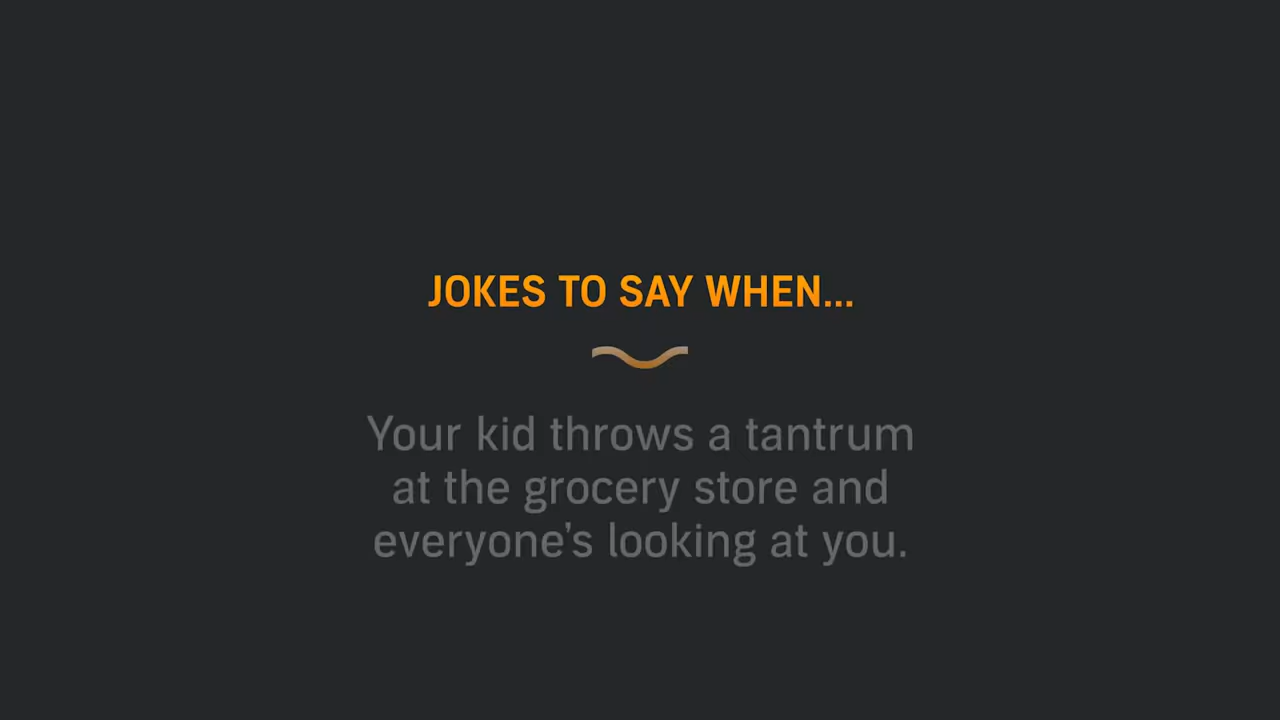 JOKES TO SAY WHEN...
Your kid throws a tantrum
at the grocery store and
everyone’s looking at you.